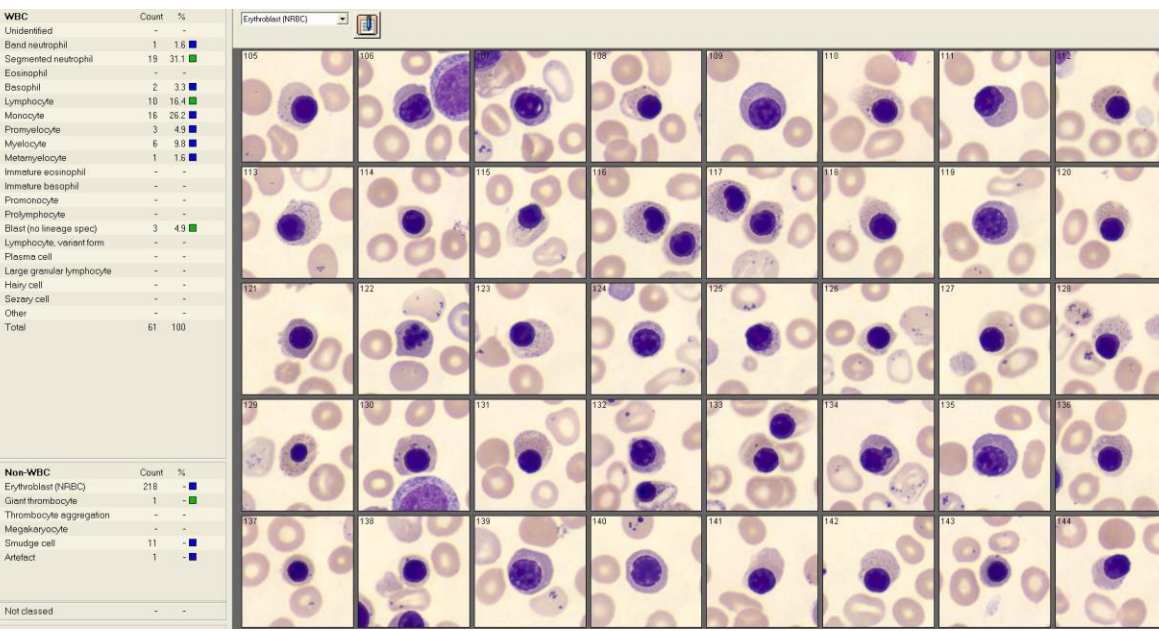 WBC Count %
Unidentified - -
Band neutrophil 1 1.6
Segmented neutrophil 19 31.1
Eosinophil - -
Basophil 2 3.3
Lymphocyte 10 16.4
Monocyte 16 26.2
Promyelocyte 3 4.9
Myelocyte 6 9.8
Metamyelocyte 1 1.6
Immature eosinophil - -
Immature basophil - -
Promonocyte - -
Prolymphocyte - -
Blast (no lineage spec) 3 4.9
Lymphocyte, variant form - -
Plasma cell - -
Large granular lymphocyte - -
Hairy cell - -
Sezary cell - -
Other - -
Total 61 100
Non-WBC Count %
Erythroblast (NRBC) 218 -
Giant thrombocyte 1 -
Thrombocyte aggregation - -
Megakaryocyte - -
Smudge cell 11 -
Artefact 1 -
Not classed - -
Erythroblast (NRBC)
105 106 107 108 109 110 111 112
113 114 115 116 117 118 119 120
121 122 123 124 125 126 127 128
129 130 131 132 133 134 135 136
137 138 139 140 141 142 143 144